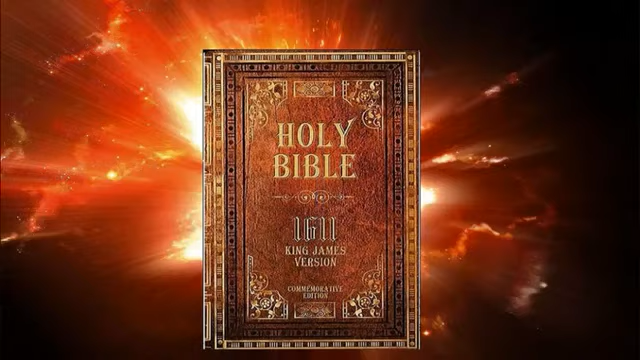 HOLY
BIBLE
1611
KING JAMES
VERSION
COMMEMORATIVE
EDITION